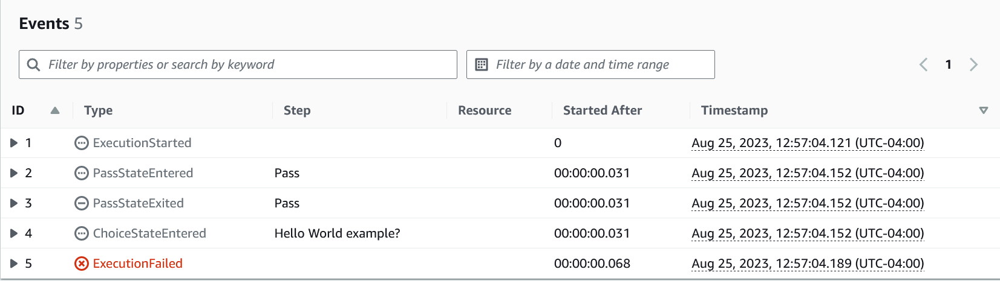 Events 5
Filter by properties or search by keyword Filter by a date and time range 1
ID Type Step Resource Started After Timestamp
1 ExecutionStarted 0 Aug 25, 2023, 12:57:04.121 (UTC-04:00)
2 PassStateEntered Pass 00:00:00.031 Aug 25, 2023, 12:57:04.152 (UTC-04:00)
3 PassStateExited Pass 00:00:00.031 Aug 25, 2023, 12:57:04.152 (UTC-04:00)
4 ChoiceStateEntered Hello World example? 00:00:00.031 Aug 25, 2023, 12:57:04.152 (UTC-04:00)
5 ExecutionFailed 00:00:00.068 Aug 25, 2023, 12:57:04.189 (UTC-04:00)